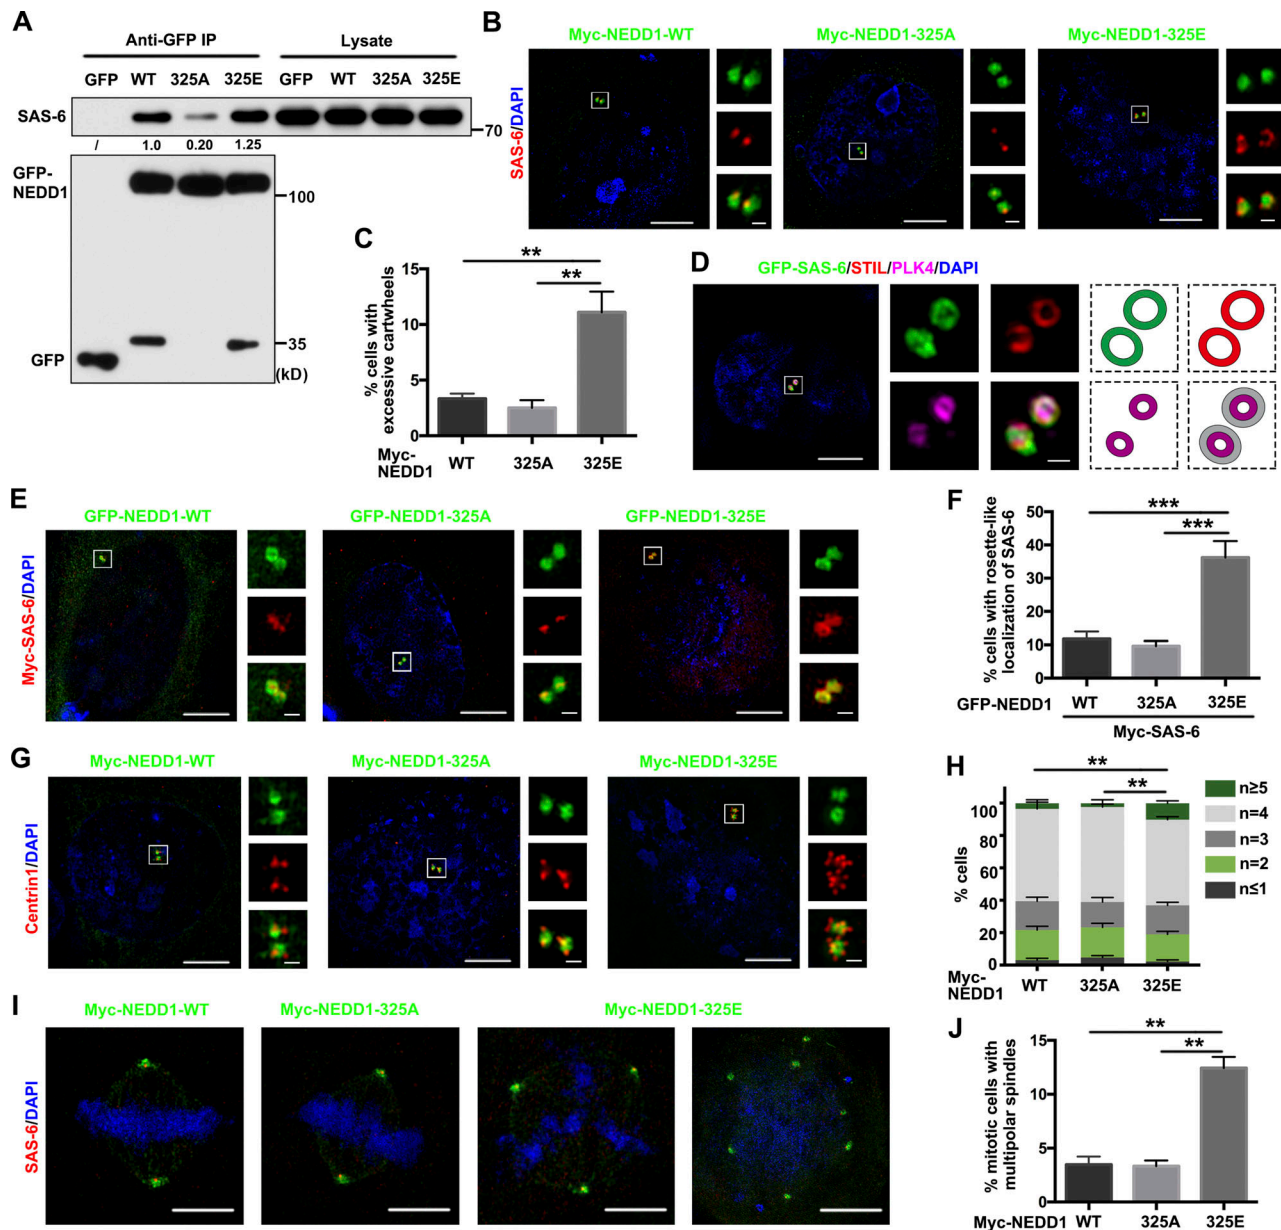 A
Anti-GFP IP Lysate
GFP WT 325A 325E GFP WT 325A 325E
SAS-6
70
/ 1.0 0.20 1.25
GFP-
NEDD1
100
35
GFP
(kD)
B
Myc-NEDD1-WT Myc-NEDD1-325A Myc-NEDD1-325E
SAS-6/DAPI
C
% cells with
excessive cartwheels
15
10
5
0
** 
**
Myc-
NEDD1
WT 325A 325E
D
GFP-SAS-6/STIL/PLK4/DAPI
E
GFP-NEDD1-WT GFP-NEDD1-325A GFP-NEDD1-325E
Myc-SAS-6/DAPI
F
% cells with rosette-like
localization of SAS-6
50
40
30
20
10
0
***
***
WT 325A 325E
GFP-NEDD1
Myc-SAS-6
G
Myc-NEDD1-WT Myc-NEDD1-325A Myc-NEDD1-325E
Centrin1/DAPI
H
% cells
100
80
60
40
20
0
**
**
n≥5
n=4
n=3
n=2
n≤1
Myc-
NEDD1
WT 325A 325E
I
Myc-NEDD1-WT Myc-NEDD1-325A Myc-NEDD1-325E
SAS-6/DAPI
J
% mitotic cells with
multipolar spindles
15
10
5
0
**
**
Myc-NEDD1 WT 325A 325E